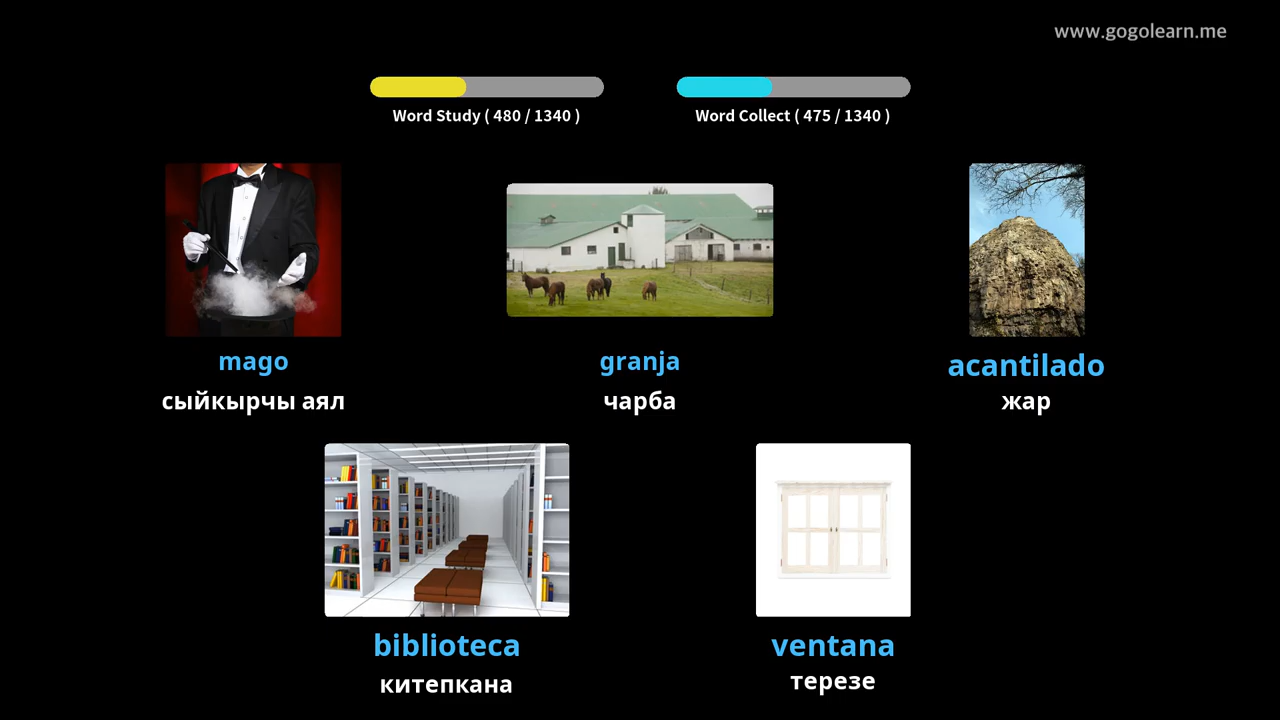 www.gogolearn.me
Word Study ( 480 / 1340 )
Word Collect ( 475 / 1340 )
mago
сыйкырчы аял
granja
чарба
acantilado
жар
biblioteca
китепкана
ventana
терезе